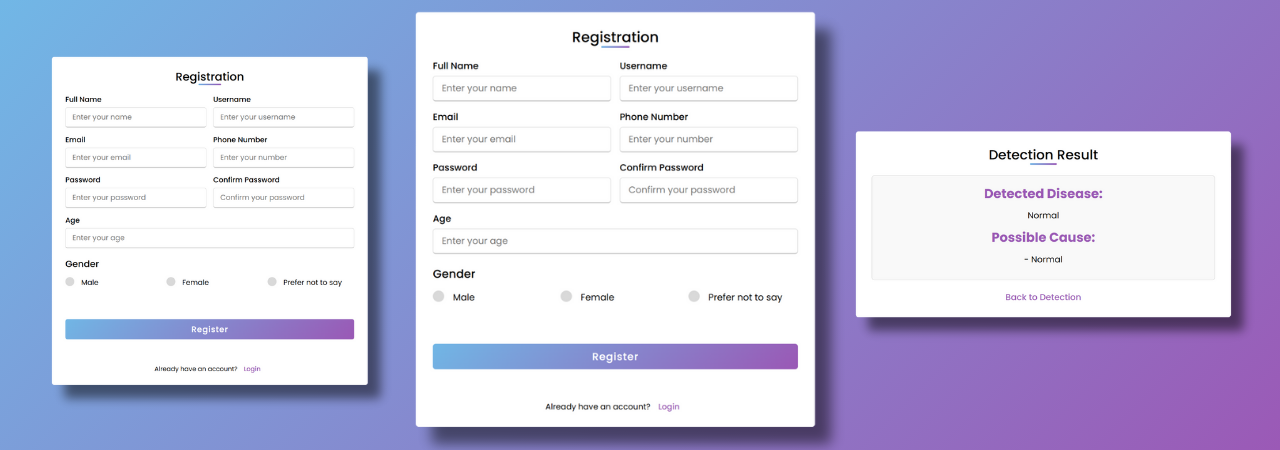 Registration
Full Name Username
Enter your name Enter your username
Email Phone Number
Enter your email Enter your number
Password Confirm Password
Enter your password Confirm your password
Age
Enter your age
Gender
Male Female Prefer not to say
Register
Already have an account? Login
Registration
Full Name Username
Enter your name Enter your username
Email Phone Number
Enter your email Enter your number
Password Confirm Password
Enter your password Confirm your password
Age
Enter your age
Gender
Male Female Prefer not to say
Register
Already have an account? Login
Detection Result
Detected Disease:
Normal
Possible Cause:
- Normal
Back to Detection